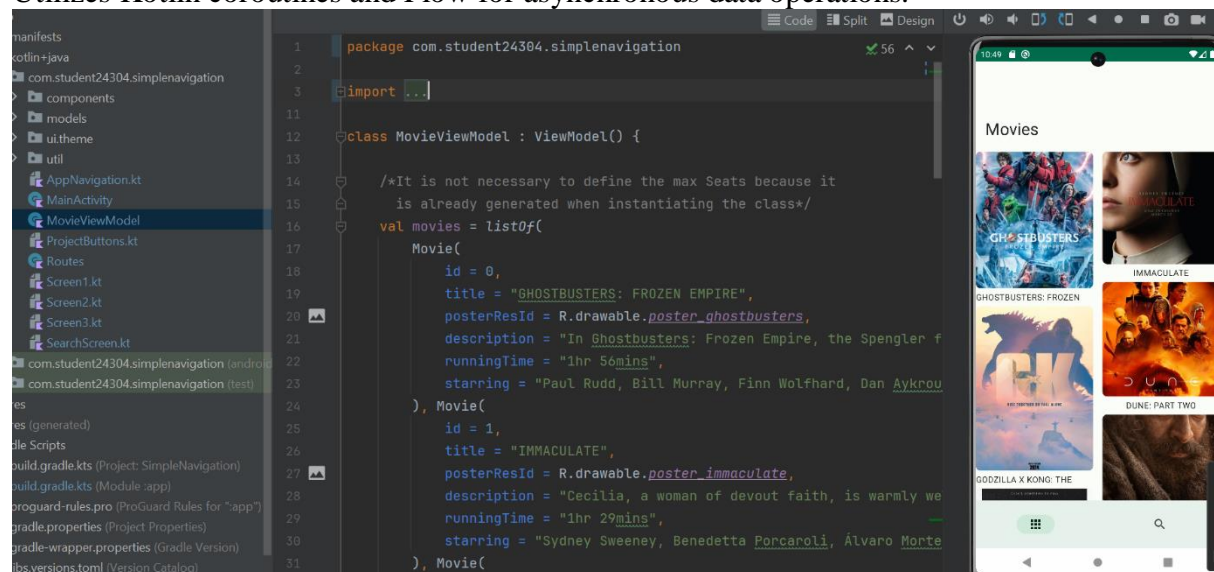 Utilizes Kotlin coroutines and Flow for asynchronous data operations.
Code Split Design
manifests
kotlin+java
com.student24304.simplenavigation
components
models
ui.theme
util
AppNavigation.kt
MainActivity
MovieViewModel
ProjectButtons.kt
Routes
Screen1.kt
Screen2.kt
Screen3.kt
SearchScreen.kt
com.student24304.simplenavigation (android
com.student24304.simplenavigation (test)
res
res (generated)
dle Scripts
build.gradle.kts (Project: SimpleNavigation)
build.gradle.kts (Module :app)
proguard-rules.pro (ProGuard Rules for ":app")
gradle.properties (Project Properties)
gradle-wrapper.properties (Gradle Version)
libs.versions.toml (Version Catalog)
56
1 package com.student24304.simplenavigation
2
3 import ...
11
12 class MovieViewModel : ViewModel() {
13
14 /*It is not necessary to define the max Seats because it
15 is already generated when instantiating the class*/
16 val movies = listOf(
17 Movie(
18 id = 0,
19 title = "GHOSTBUSTERS: FROZEN EMPIRE",
20 posterResId = R.drawable.poster_ghostbusters,
21 description = "In Ghostbusters: Frozen Empire, the Spengler f
22 runningTime = "1hr 56mins",
23 starring = "Paul Rudd, Bill Murray, Finn Wolfhard, Dan Aykrou
24 ), Movie(
25 id = 1,
26 title = "IMMACULATE",
27 posterResId = R.drawable.poster_immaculate,
28 description = "Cecilia, a woman of devout faith, is warmly we
29 runningTime = "1hr 29mins",
30 starring = "Sydney Sweeney, Benedetta Porcaroli, Álvaro Morte
31 ), Movie(
10:49
Movies
GHOSTBUSTERS
IMMACULATE
IMMACULATE
GHOSTBUSTERS: FROZEN
GK
DUNE
DUNE: PART TWO
GODZILLA X KONG: THE